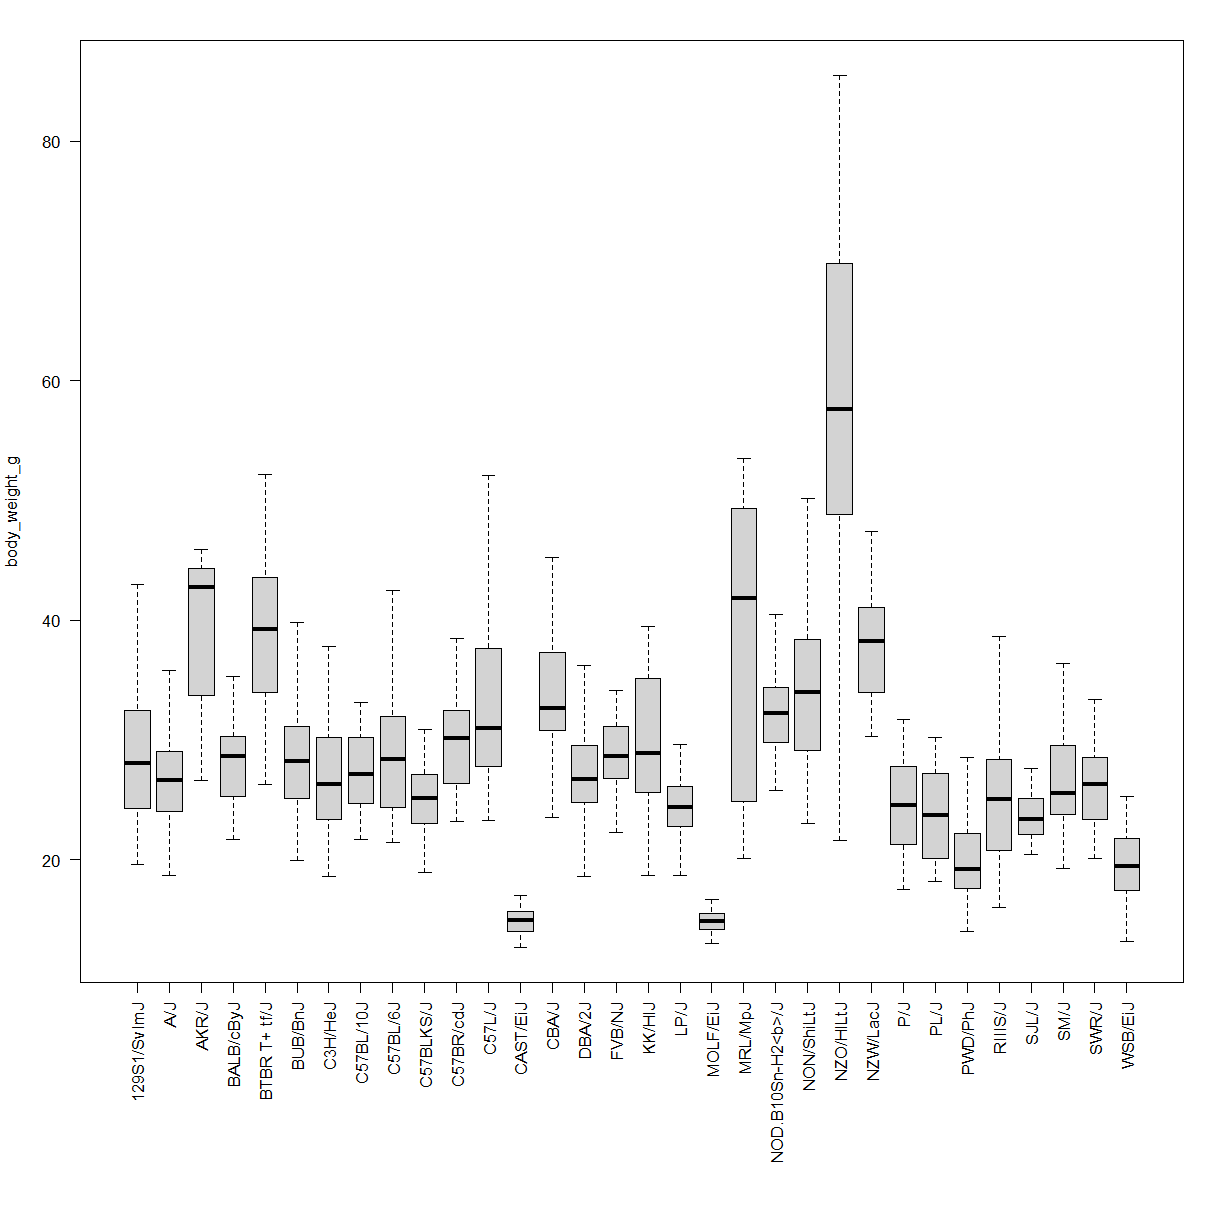 80
60
40
20
body_weight_g
129S1/SvImJ
A/J
AKR/J
BALB/cByJ
BTBR T+ tf/J
BUB/BnJ
C3H/HeJ
C57BL/10J
C57BL/6J
C57BLKS/J
C57BR/cdJ
C57L/J
CAST/EiJ
CBA/J
DBA/2J
FVB/NJ
KK/HlJ
LP/J
MOLF/EiJ
MRL/MpJ
NOD.B10Sn-H2<b>/J
NON/ShiLtJ
NZO/HlLtJ
NZW/LacJ
P/J
PL/J
PWD/PhJ
RIIIS/J
SJL/J
SM/J
SWR/J
WSB/EiJ